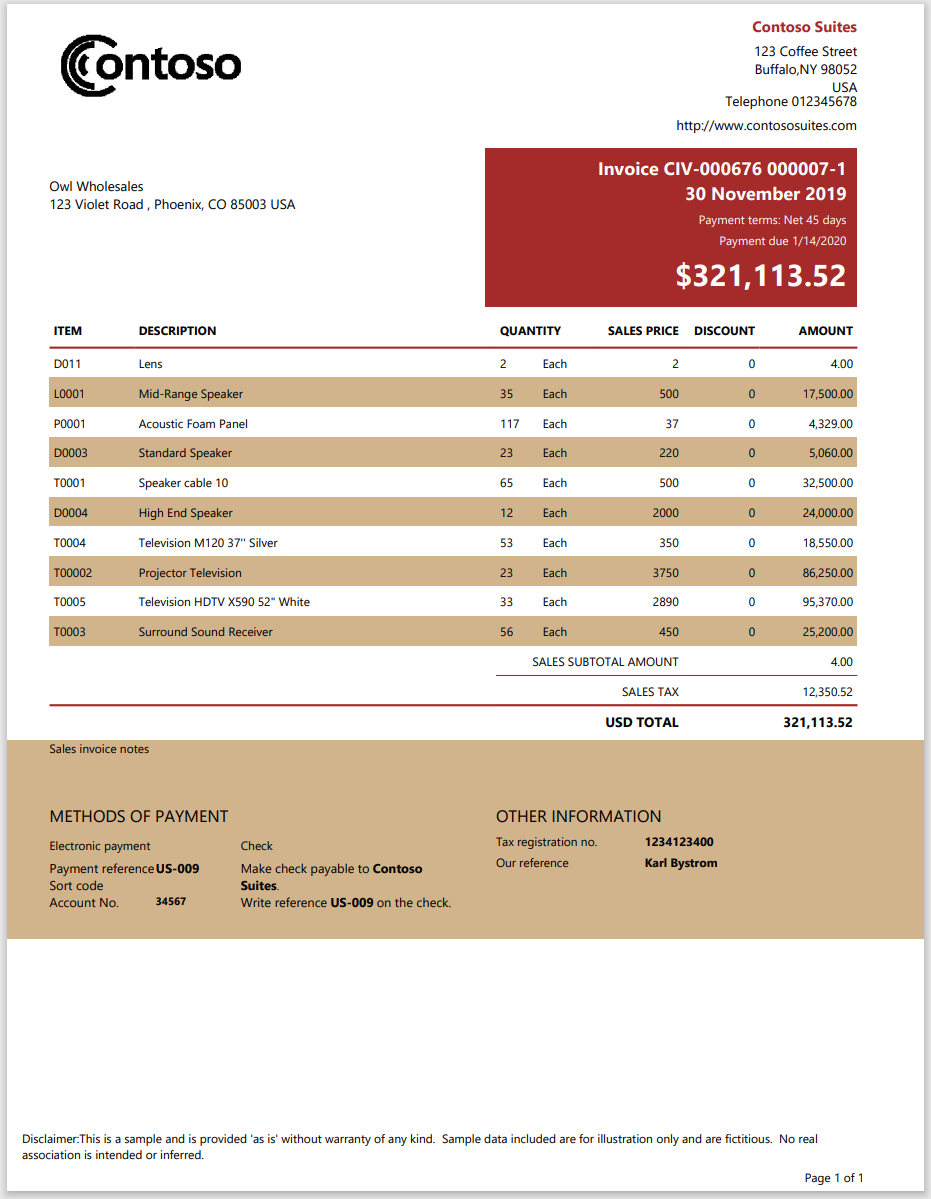 Contoso
Contoso Suites
123 Coffee Street
Buffalo,NY 98052
USA
Telephone 012345678
http://www.contososuites.com
Owl Wholesales
123 Violet Road , Phoenix, CO 85003 USA
Invoice CIV-000676 000007-1
30 November 2019
Payment terms: Net 45 days
Payment due 1/14/2020
$321,113.52
ITEM DESCRIPTION QUANTITY SALES PRICE DISCOUNT AMOUNT
D011 Lens 2 Each 2 0 4.00
L0001 Mid-Range Speaker 35 Each 500 0 17,500.00
P0001 Acoustic Foam Panel 117 Each 37 0 4,329.00
D0003 Standard Speaker 23 Each 220 0 5,060.00
T0001 Speaker cable 10 65 Each 500 0 32,500.00
D0004 High End Speaker 12 Each 2000 0 24,000.00
T0004 Television M120 37'' Silver 53 Each 350 0 18,550.00
T00002 Projector Television 23 Each 3750 0 86,250.00
T0005 Television HDTV X590 52" White 33 Each 2890 0 95,370.00
T0003 Surround Sound Receiver 56 Each 450 0 25,200.00
SALES SUBTOTAL AMOUNT 4.00
SALES TAX 12,350.52
USD TOTAL 321,113.52
Sales invoice notes
METHODS OF PAYMENT
Electronic payment
Payment reference US-009
Sort code
Account No. 34567
Check
Make check payable to Contoso
Suites.
Write reference US-009 on the check.
OTHER INFORMATION
Tax registration no. 1234123400
Our reference Karl Bystrom
Disclaimer:This is a sample and is provided 'as is' without warranty of any kind. Sample data included are for illustration only and are fictitious. No real
association is intended or inferred.
Page 1 of 1